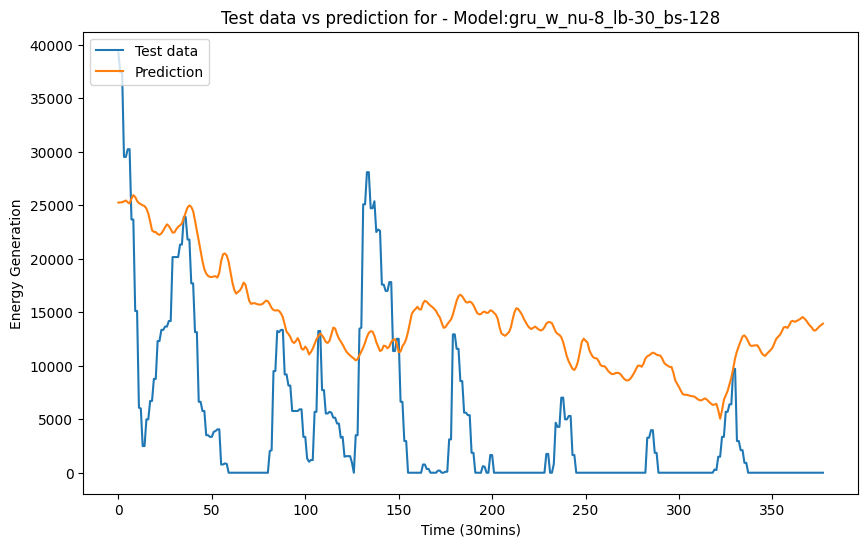 Test data vs prediction for - Model:gru_w_nu-8_lb-30_bs-128
Test data
Prediction
Energy Generation
40000
35000
30000
25000
20000
15000
10000
5000
0
0 50 100 150 200 250 300 350
Time (30mins)